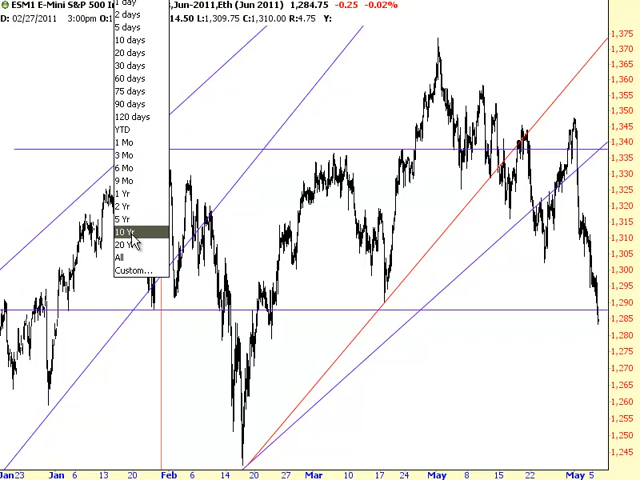 ESM1 E-Mini S&P 500 In
,Jun-2011,Eth (Jun 2011) 1,284.75 -0.25 -0.02%
D: 02/27/2011 3:00pm O:1
14.50 L:1,309.75 C:1,310.00 R:4.75 Y:
1 day
2 days
5 days
10 days
20 days
30 days
60 days
75 days
90 days
120 days
YTD
1 Mo
3 Mo
6 Mo
9 Mo
1 Yr
2 Yr
5 Yr
10 Yr
20 Yr
All
Custom...
1,375
1,370
1,365
1,360
1,355
1,350
1,345
1,340
1,335
1,330
1,325
1,320
1,315
1,310
1,305
1,300
1,295
1,290
1,285
1,280
1,275
1,270
1,265
1,260
1,255
1,250
1,245
Jan 23 Jan 6 13 20 Feb 6 14 20 27 Mar 10 17 24 May 8 15 22 May 5